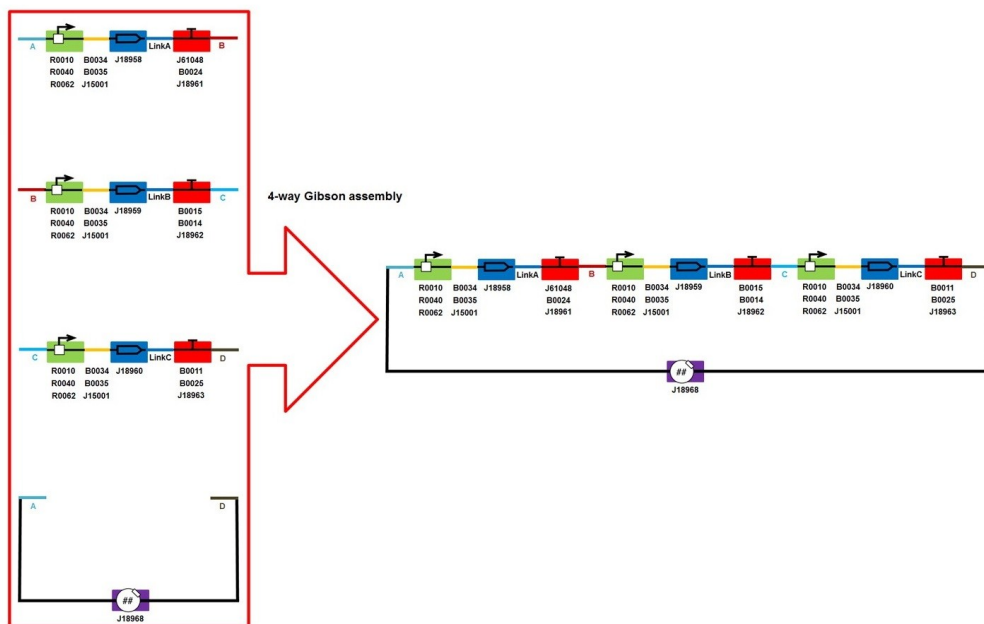 A LinkA B
R0010 B0034 J18958 J61048
R0040 B0035 B0024
R0062 J15001 J18961
B LinkB C
R0010 B0034 J18959 B0015
R0040 B0035 B0014
R0062 J15001 J18962
4-way Gibson assembly
C LinkC D
R0010 B0034 J18960 B0011
R0040 B0035 B0025
R0062 J15001 J18963
A D
##
J18968
A LinkA B LinkB C LinkC D
R0010 B0034 J18958 J61048 R0010 B0034 J18959 B0015 R0010 B0034 J18960 B0011
R0040 B0035 B0024 R0040 B0035 B0014 R0040 B0035 B0025
R0062 J15001 J18961 R0062 J15001 J18962 R0062 J15001 J18963
##
J18968